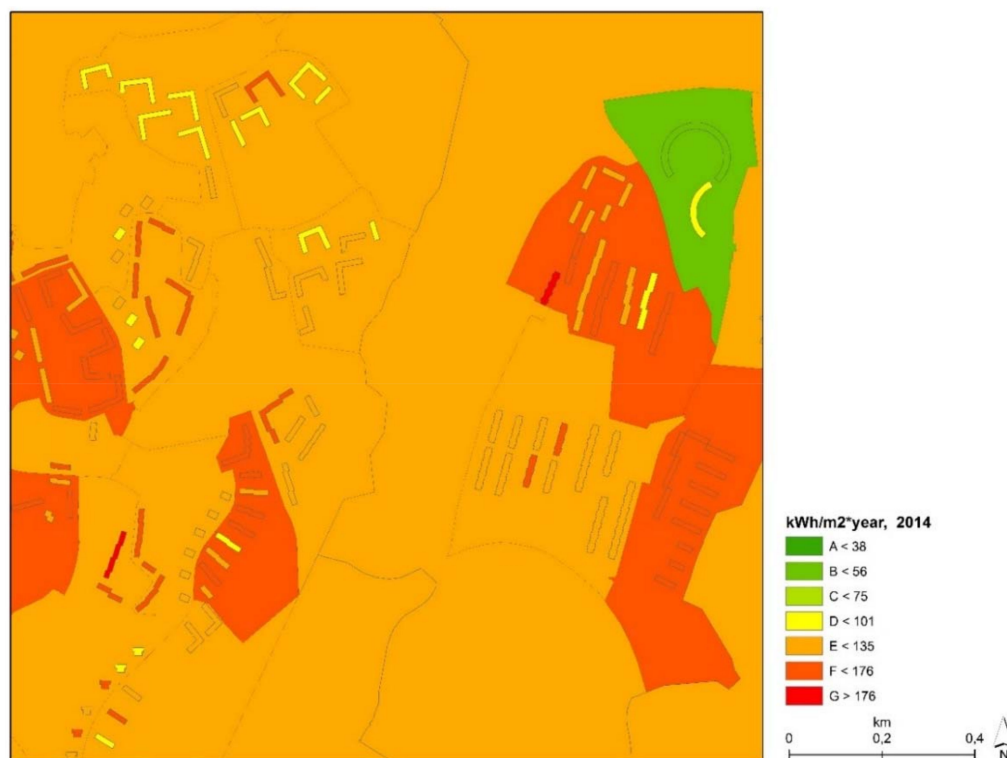 kWh/m2*year, 2014
A < 38
B < 56
C < 75
D < 101
E < 135
F < 176
G > 176
km
0 0,2 0,4
N